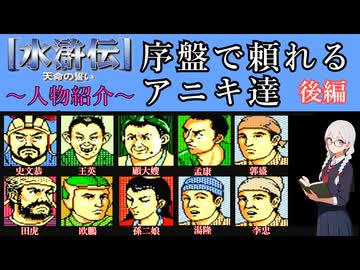 【水滸伝】
天命の誓い
～人物紹介～
序盤で頼れる
アニキ達 後編
史文恭 王英 顧大嫂 孟康 郭盛
田虎 欧鵬 孫二娘 湯隆 李忠